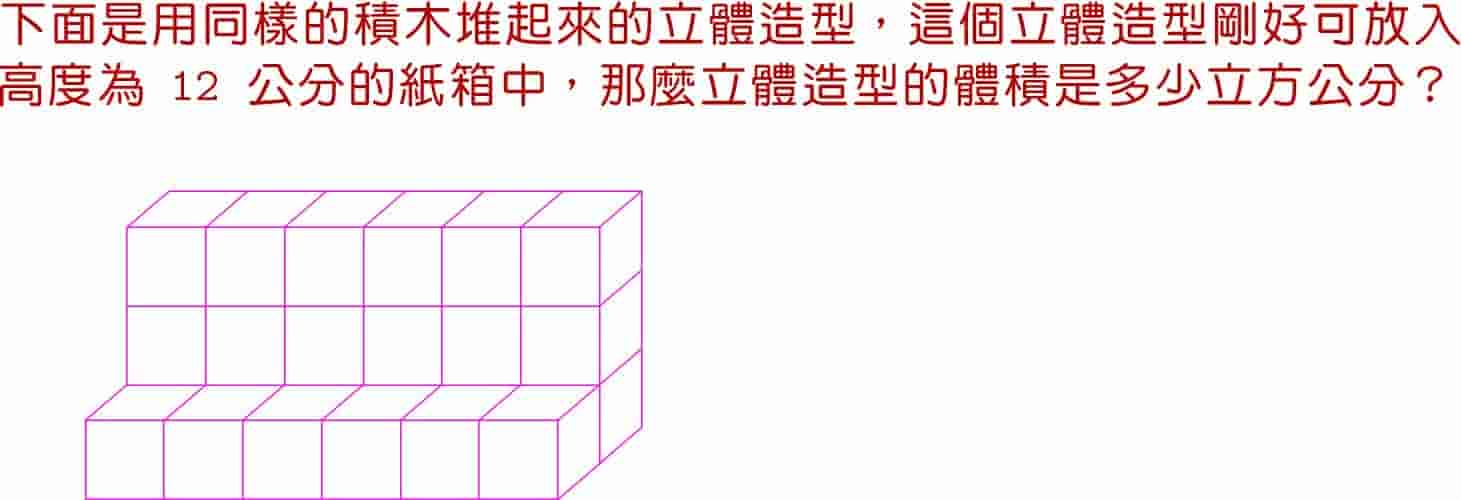 下面是用同樣的積木堆起來的立體造型，這個立體造型剛好可放入
高度為 12 公分的紙箱中，那麼立體造型的體積是多少立方公分？